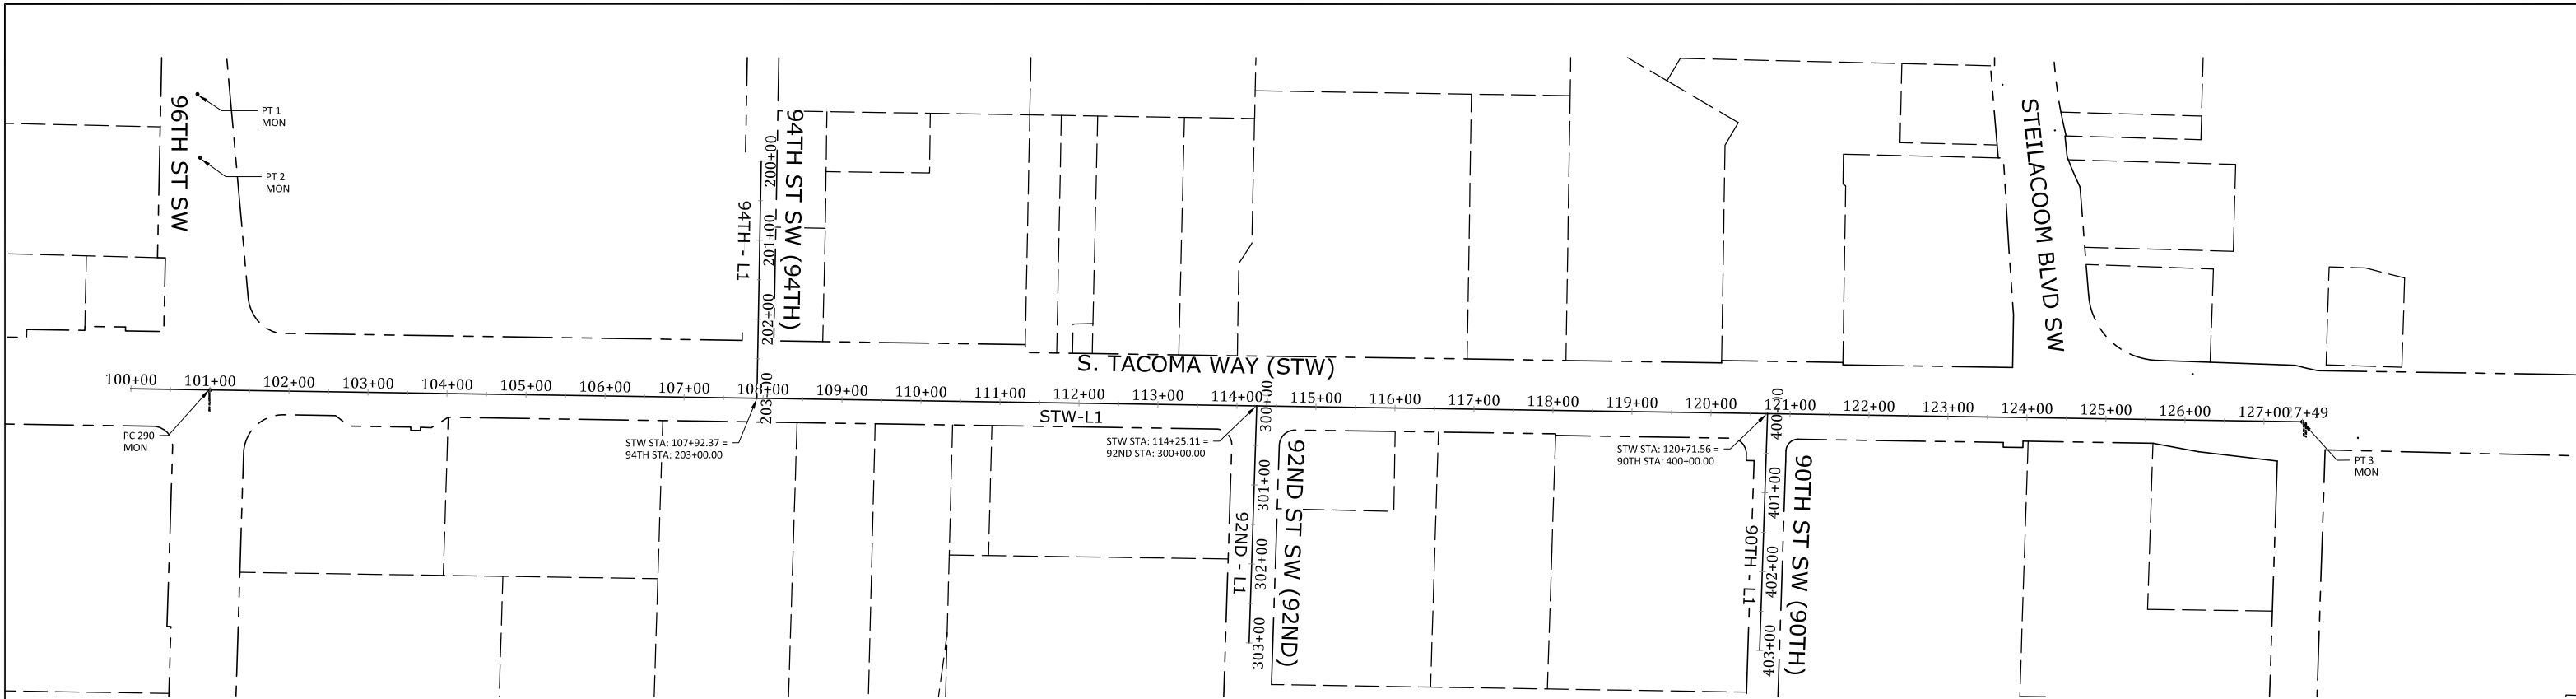 96TH ST SW
PT 1
MON
PT 2
MON
94TH - L1
200+00
201+00
202+00
203+00
94TH ST SW (94TH)
STEILACOOM BLVD SW
S. TACOMA WAY (STW)
100+00 101+00 102+00 103+00 104+00 105+00 106+00 107+00 108+00 109+00 110+00 111+00 112+00 113+00 114+00 115+00 116+00 117+00 118+00 119+00 120+00 121+00 122+00 123+00 124+00 125+00 126+00 127+00 27+49
STW-L1
PC 290
MON
STW STA: 107+92.37 =
94TH STA: 203+00.00
STW STA: 114+25.11 =
92ND STA: 300+00.00
STW STA: 120+71.56 =
90TH STA: 400+00.00
PT 3
MON
92ND - L1
300+00
301+00
302+00
303+00
92ND ST SW (92ND)
90TH - L1
400+00
401+00
402+00
403+00
90TH ST SW (90TH)